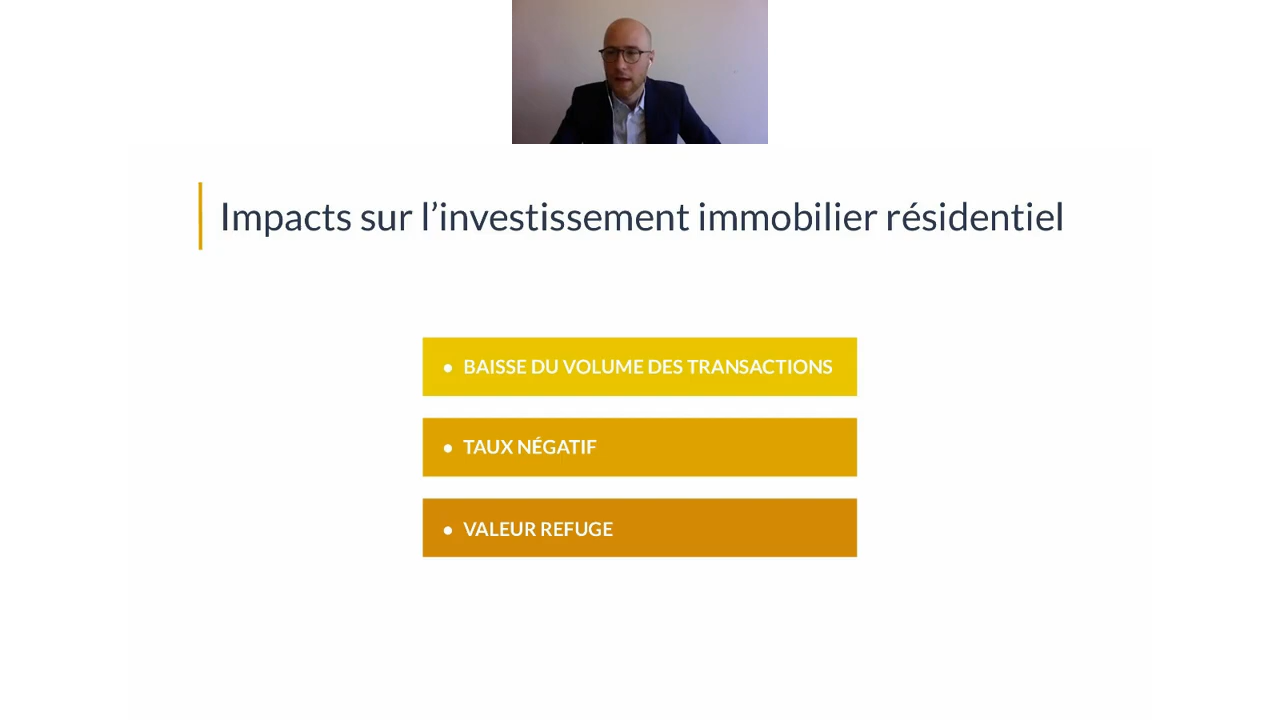 Impacts sur l’investissement immobilier résidentiel
• BAISSE DU VOLUME DES TRANSACTIONS
• TAUX NÉGATIF
• VALEUR REFUGE